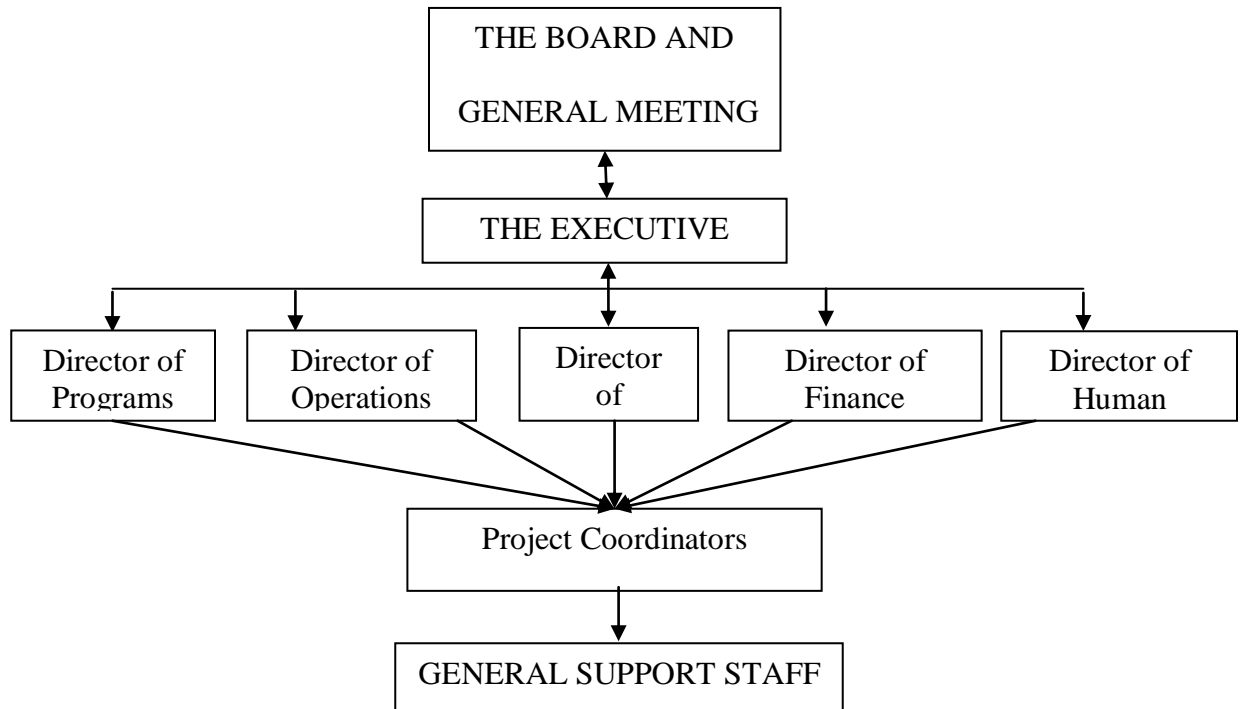 THE BOARD AND
GENERAL MEETING
THE EXECUTIVE
Director of
Programs
Director of
Operations
Director
of
Director of
Finance
Director of
Human
Project Coordinators
GENERAL SUPPORT STAFF